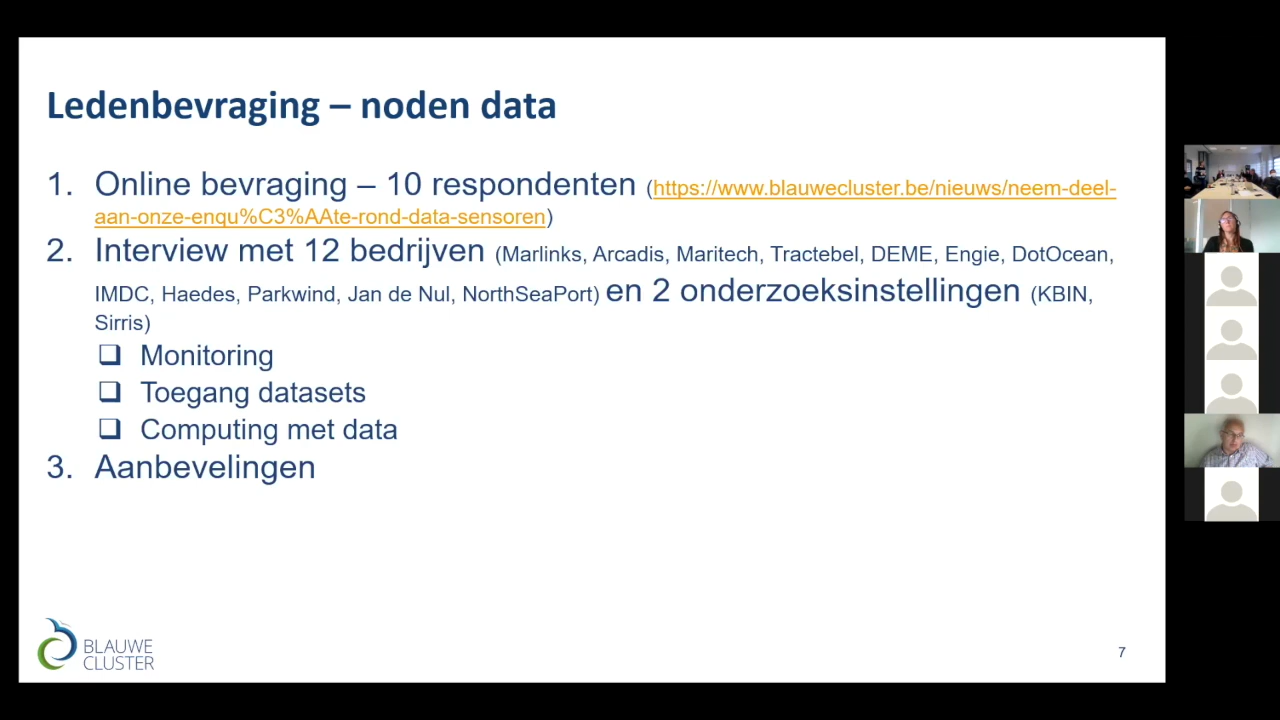 Ledenbevraging – noden data
1. Online bevraging – 10 respondenten (https://www.blauwecluster.be/nieuws/neem-deel-
aan-onze-enqu%C3%AAte-rond-data-sensoren)
2. Interview met 12 bedrijven (Marlinks, Arcadis, Maritech, Tractebel, DEME, Engie, DotOcean,
IMDC, Haedes, Parkwind, Jan de Nul, NorthSeaPort) en 2 onderzoeksinstellingen (KBIN,
Sirris)
❑ Monitoring
❑ Toegang datasets
❑ Computing met data
3. Aanbevelingen
BLAUWE
CLUSTER
7